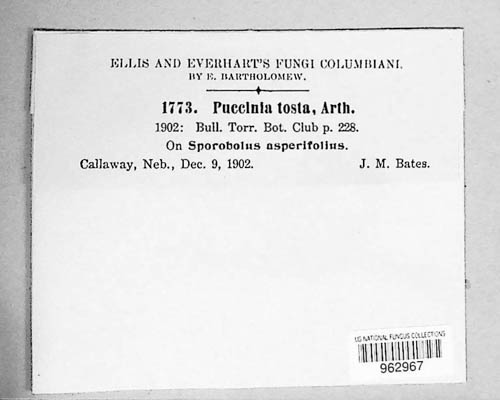 ELLIS AND EVERHART'S FUNGI COLUMBIANI.
BY E. BARTHOLOMEW.
1773. Puccinia tosta, Arth.
1902: Bull. Torr. Bot. Club p. 228.
On Sporobolus asperifolius.
Callaway, Neb., Dec. 9, 1902. J. M. Bates.
US NATIONAL FUNGUS COLLECTIONS
962967